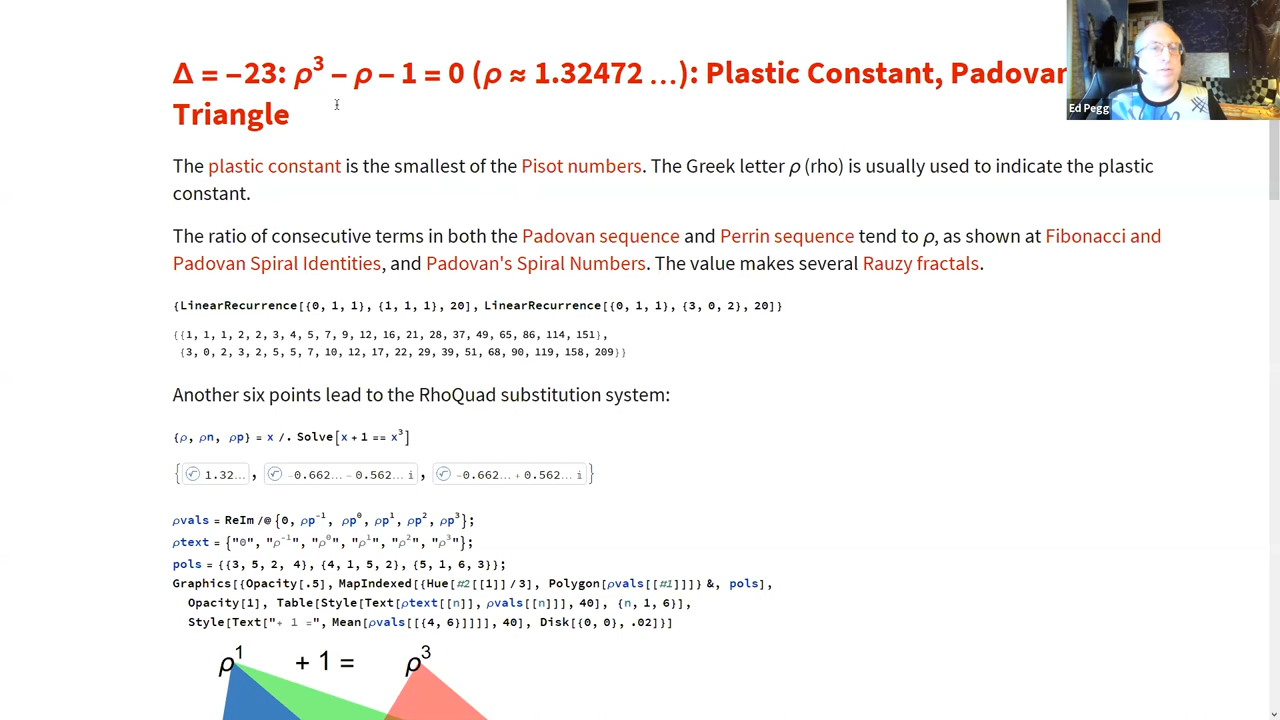 Δ = −23: ρ³ − ρ − 1 = 0 (ρ ≈ 1.32472 …): Plastic Constant, Padovan
Triangle
Ed Pegg
The plastic constant is the smallest of the Pisot numbers. The Greek letter ρ (rho) is usually used to indicate the plastic
constant.
The ratio of consecutive terms in both the Padovan sequence and Perrin sequence tend to ρ, as shown at Fibonacci and
Padovan Spiral Identities, and Padovan's Spiral Numbers. The value makes several Rauzy fractals.
{LinearRecurrence[{0, 1, 1}, {1, 1, 1}, 20], LinearRecurrence[{0, 1, 1}, {3, 0, 2}, 20]}
{{1, 1, 1, 2, 2, 3, 4, 5, 7, 9, 12, 16, 21, 28, 37, 49, 65, 86, 114, 151},
{3, 0, 2, 3, 2, 5, 5, 7, 10, 12, 17, 22, 29, 39, 51, 68, 90, 119, 158, 209}}
Another six points lead to the RhoQuad substitution system:
{ρ, ρn, ρp} = x /. Solve[x + 1 == x³]
{1.32…, -0.662… - 0.562… i, -0.662… + 0.562… i}
ρvals = ReIm /@ {0, ρp⁻¹, ρp⁰, ρp¹, ρp², ρp³};
ρtext = {"0", "ρ⁻¹", "ρ⁰", "ρ¹", "ρ²", "ρ³"};
pols = {{3, 5, 2, 4}, {4, 1, 5, 2}, {5, 1, 6, 3}};
Graphics[{Opacity[.5], MapIndexed[{Hue[#2[[1]] / 3], Polygon[ρvals[[#1]]]} &, pols],
Opacity[1], Table[Style[Text[ρtext[[n]], ρvals[[n]]], 40], {n, 1, 6}],
Style[Text["+ 1 =", Mean[ρvals[[{4, 6}]]]], 40], Disk[{0, 0}, .02]}]
ρ¹ + 1 = ρ³